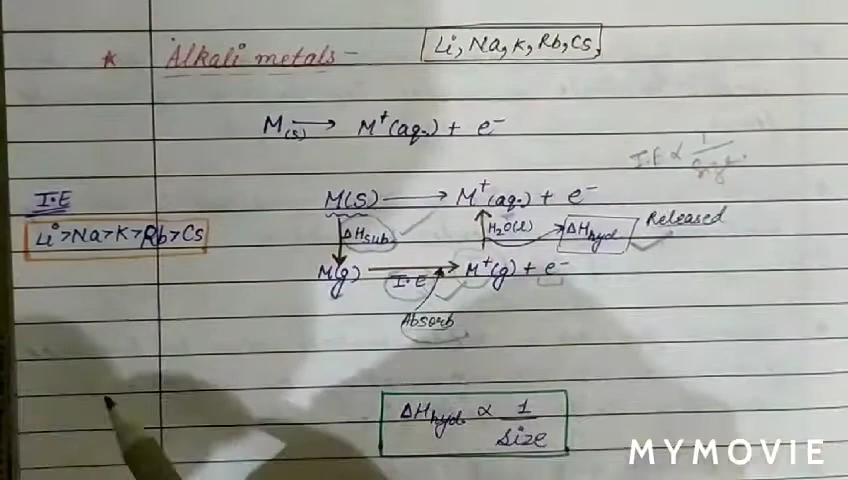 * Alkali metals - Li, Na, K, Rb, Cs,
M(s) → M⁺(aq.) + e⁻
I.E ∝ 1
I.E
Li > Na > K > Rb > Cs
M(S) → M⁺(aq.) + e⁻
ΔHsub. H₂O(l) → ΔHhyd Released
M(g) → M⁺(g) + e⁻
I.E
Absorb
ΔHhyd. ∝ 1
size
MYMOVIE